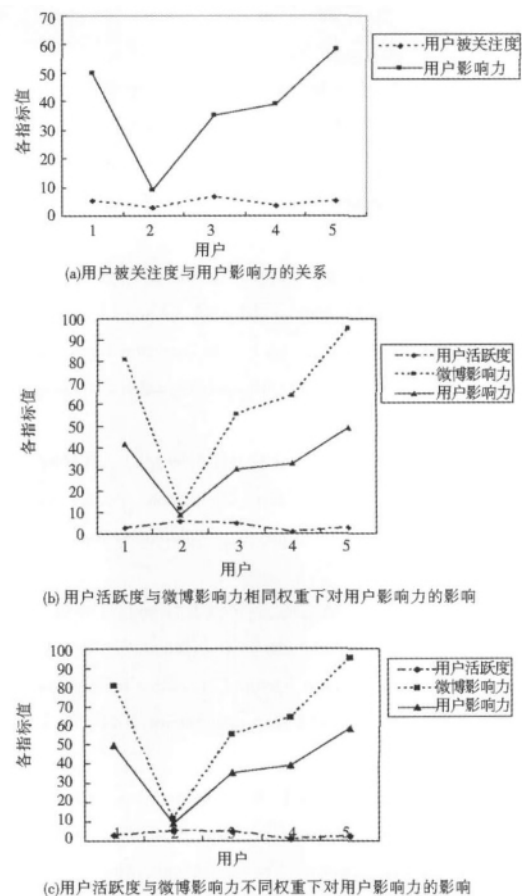 70
60
50
40
30
20
10
0
各指标值
1 2 3 4 5
用户
用户被关注度
用户影响力
(a)用户被关注度与用户影响力的关系
100
90
80
70
60
50
40
30
20
10
0
各指标值
1 2 3 4 5
用户
用户活跃度
微博影响力
用户影响力
(b) 用户活跃度与微博影响力相同权重下对用户影响力的影响
100
90
80
70
60
50
40
30
20
10
0
各指标值
1 2 3 4 5
用户
用户活跃度
微博影响力
用户影响力
(c)用户活跃度与微博影响力不同权重下对用户影响力的影响